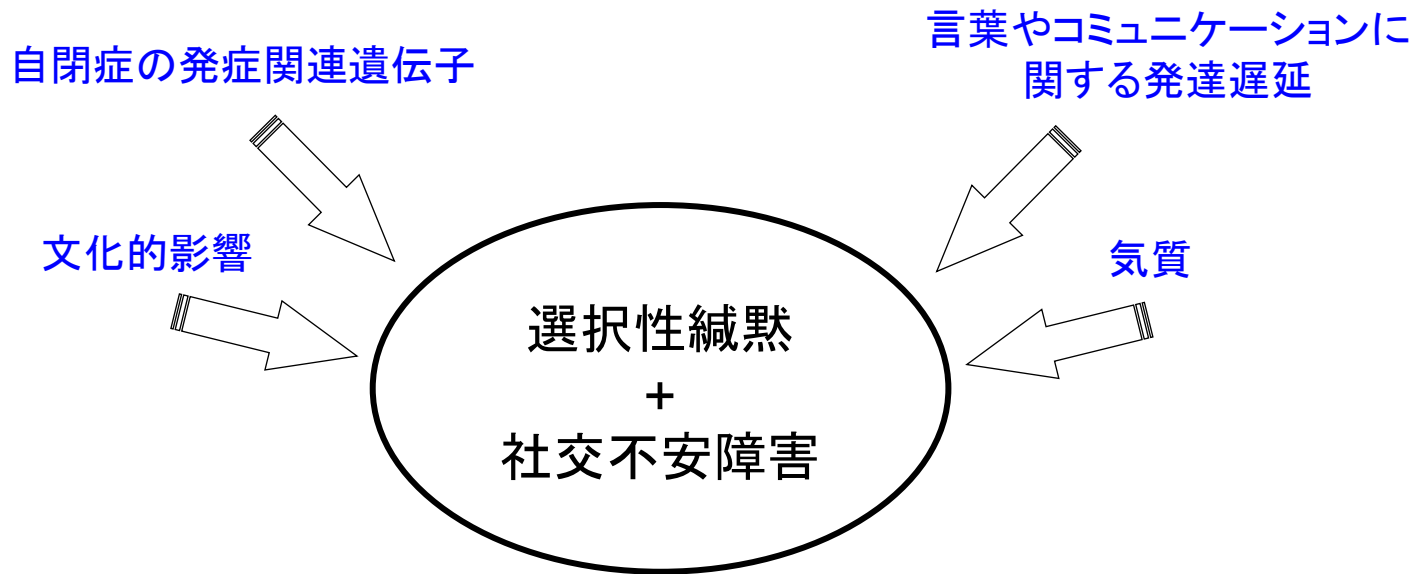 自閉症の発症関連遺伝子
言葉やコミュニケーションに
関する発達遅延
文化的影響
気質
選択性緘黙
+
社交不安障害